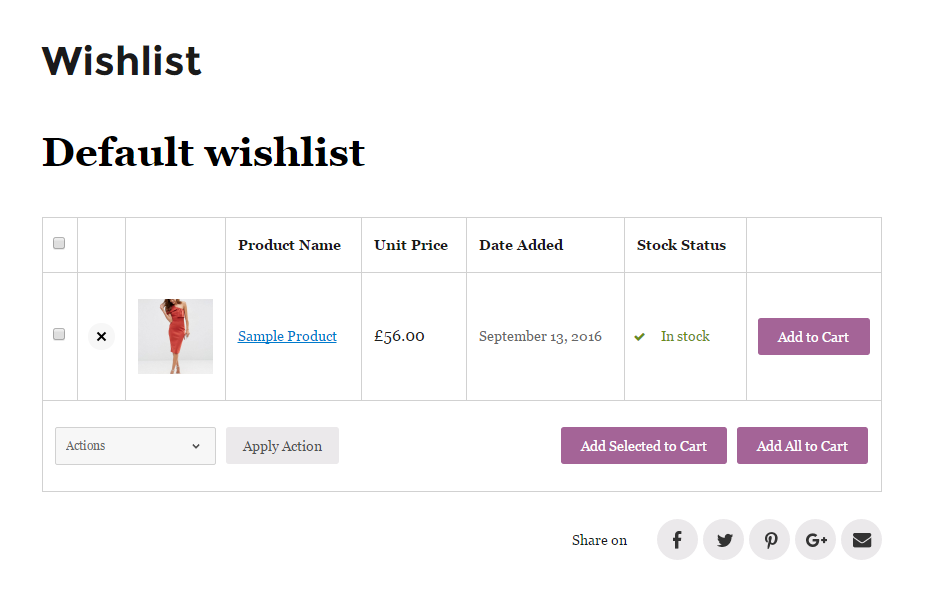 Wishlist
Default wishlist
Product Name Unit Price Date Added Stock Status
Sample Product £56.00 September 13, 2016 In stock Add to Cart
Actions Apply Action Add Selected to Cart Add All to Cart
Share on